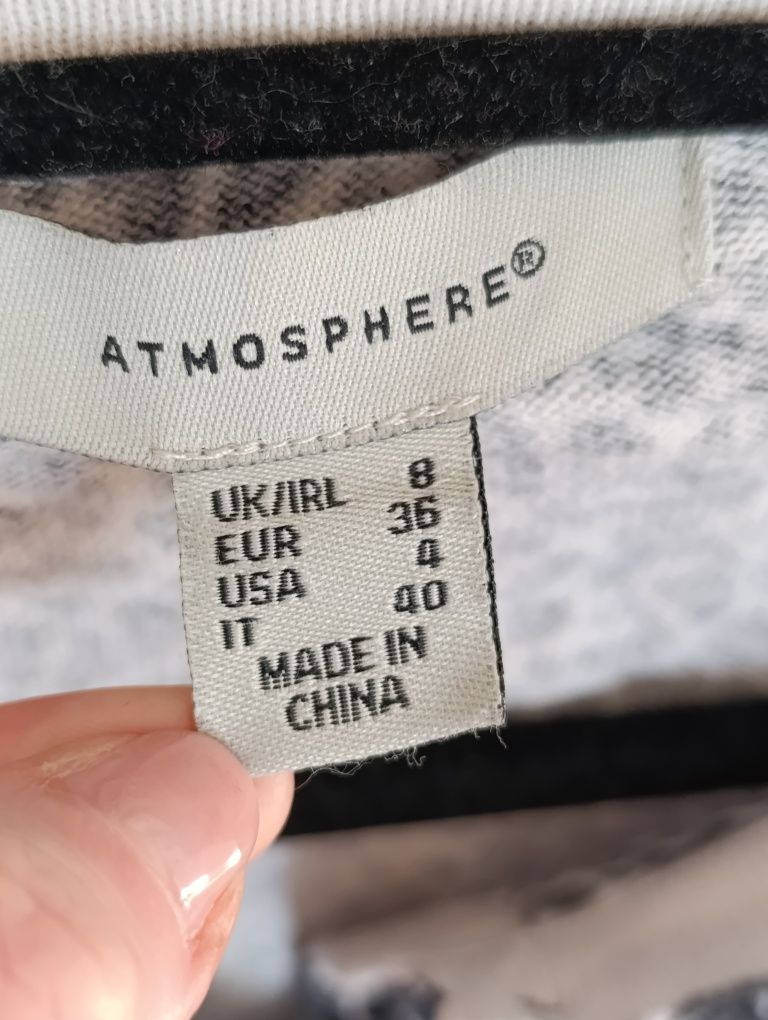 ATMOSPHERE®
UK/IRL 8
EUR 36
USA 4
IT 40
MADE IN
CHINA